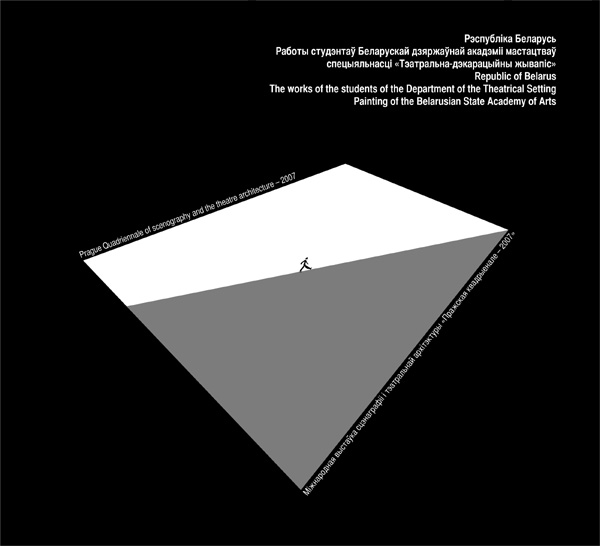 Рэспубліка Беларусь
Работы студэнтаў Беларускай дзяржаўнай акадэміі мастацтваў
спецыяльнасці «Тэатральна-дэкарацыйны жывапіс»
Republic of Belarus
The works of the students of the Department of the Theatrical Setting
Painting of the Belarusian State Academy of Arts
Prague Quadriennale of scenography and the theatre architecture – 2007
Міжнародная выстаўка сцэнаграфіі і тэатральнай архітэктуры «Пражская квадрыенале – 2007»